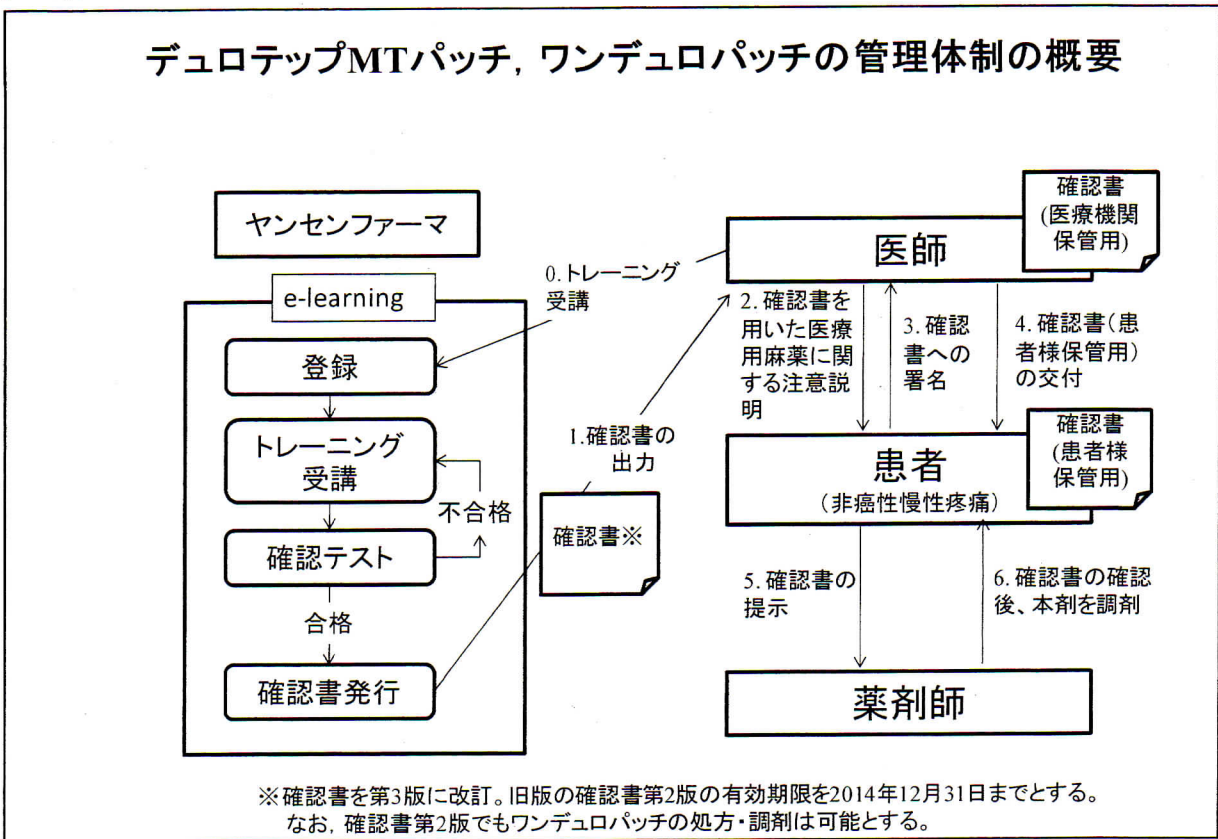 デュロテップMTパッチ，ワンデュロパッチの管理体制の概要
ヤンセンファーマ
e-learning
登録
トレーニング
受講
不合格
確認テスト
合格
確認書発行
0.トレーニング
受講
1.確認書の
出力
確認書※
医師
確認書
(医療機関
保管用)
2.確認書を
用いた医療
用麻薬に関
する注意説
明
3.確認
書への
署名
4.確認書(患
者様保管用)
の交付
患者
(非癌性慢性疼痛)
確認書
(患者様
保管用)
5.確認書の
提示
6.確認書の確認
後、本剤を調剤
薬剤師
※確認書を第3版に改訂。旧版の確認書第2版の有効期限を2014年12月31日までとする。
なお，確認書第2版でもワンデュロパッチの処方・調剤は可能とする。